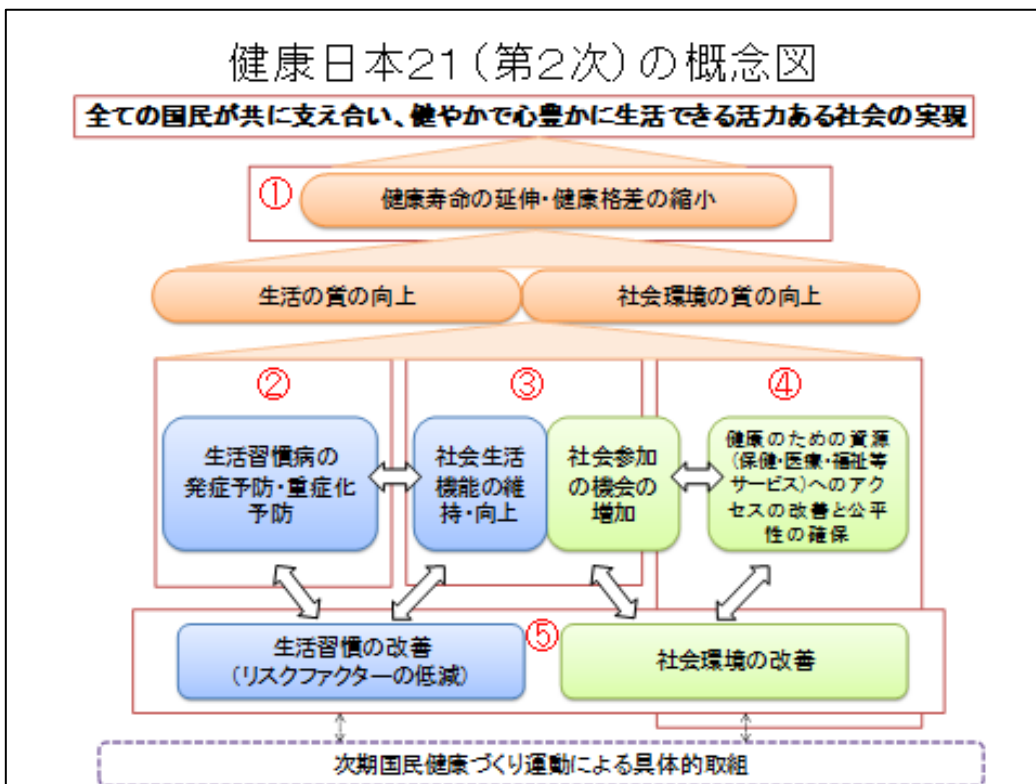 健康日本21(第2次)の概念図
全ての国民が共に支え合い、健やかで心豊かに生活できる活力ある社会の実現
①
健康寿命の延伸・健康格差の縮小
生活の質の向上
社会環境の質の向上
②
③
④
生活習慣病の
発症予防・重症化
予防
社会生活
機能の維
持・向上
社会参加
の機会の
増加
健康のための資源
(保健・医療・福祉等
サービス)へのアク
セスの改善と公平
性の確保
⑤
生活習慣の改善
(リスクファクターの低減)
社会環境の改善
次期国民健康づくり運動による具体的取組